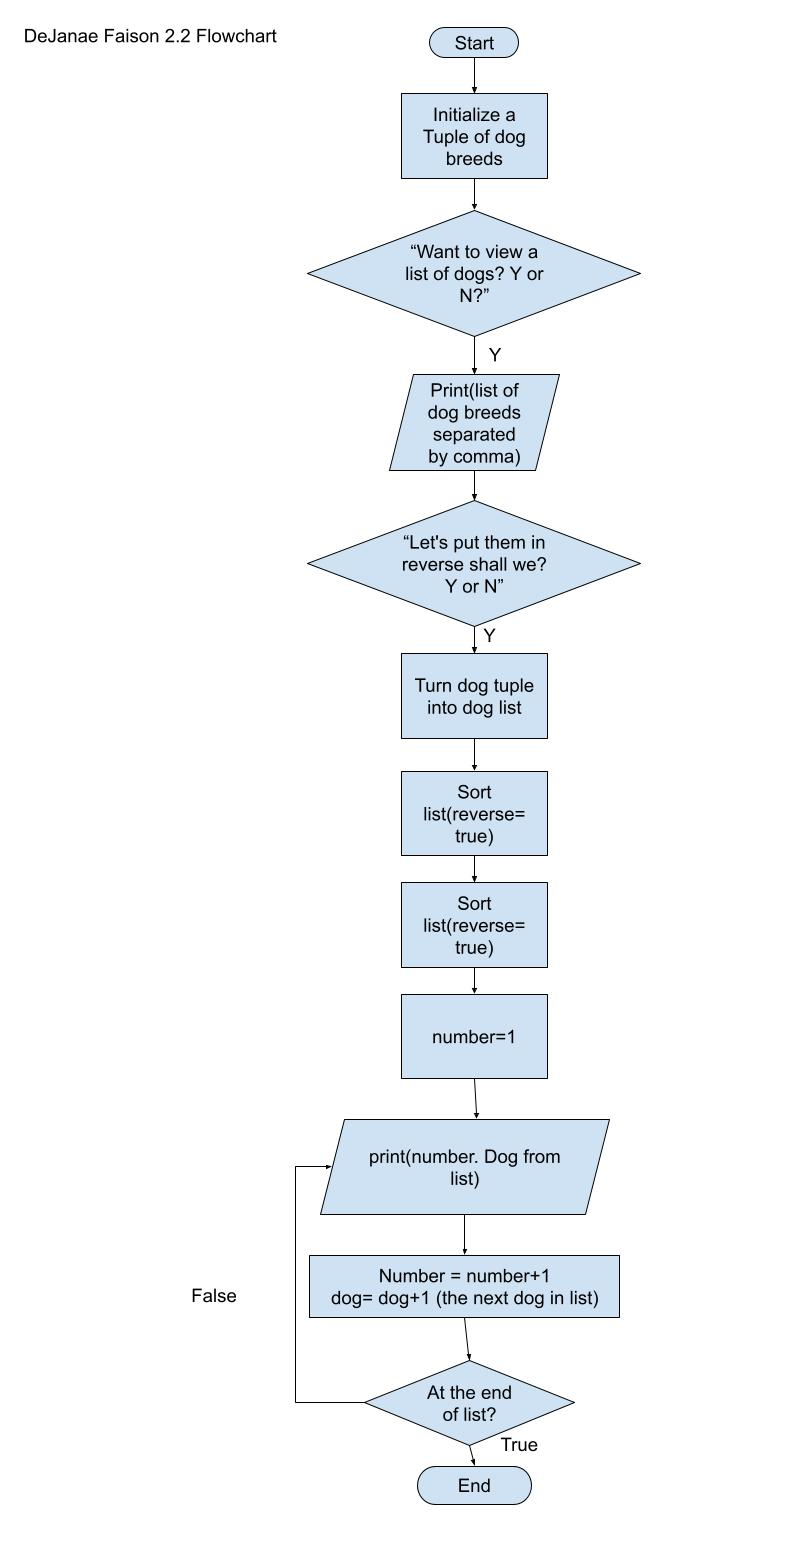 DeJanae Faison 2.2 Flowchart
Start
Initialize a
Tuple of dog
breeds
“Want to view a
list of dogs? Y or
N?”
Y
Print(list of
dog breeds
separated
by comma)
“Let's put them in
reverse shall we?
Y or N”
Y
Turn dog tuple
into dog list
Sort
list(reverse=
true)
Sort
list(reverse=
true)
number=1
print(number. Dog from
list)
Number = number+1
dog= dog+1 (the next dog in list)
False
At the end
of list?
True
End